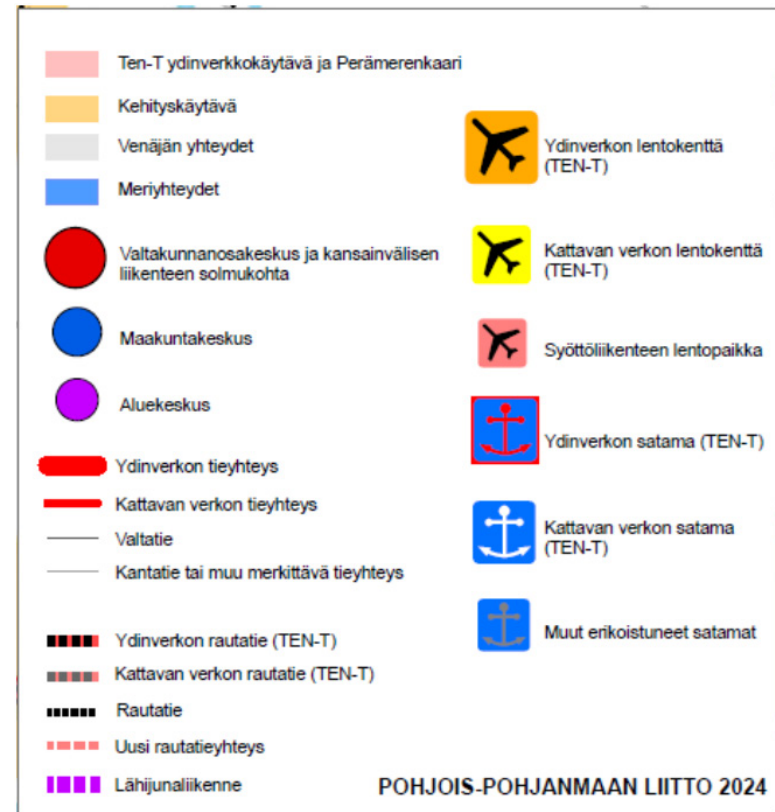 Ten-T ydinverkkokäytävä ja Perämerenkaari
Kehityskäytävä
Venäjän yhteydet
Meriyhteydet
Valtakunnanosakeskus ja kansainvälisen
liikenteen solmukohta
Maakuntakeskus
Aluekeskus
Ydinverkon tieyhteys
Kattavan verkon tieyhteys
Valtatie
Kantatie tai muu merkittävä tieyhteys
Ydinverkon rautatie (TEN-T)
Kattavan verkon rautatie (TEN-T)
Rautatie
Uusi rautatieyhteys
Lähijunaliikenne
Ydinverkon lentokenttä
(TEN-T)
Kattavan verkon lentokenttä
(TEN-T)
Syöttöliikenteen lentopaikka
Ydinverkon satama (TEN-T)
Kattavan verkon satama
(TEN-T)
Muut erikoistuneet satamat
POHJOIS-POHJANMAAN LIITTO 2024